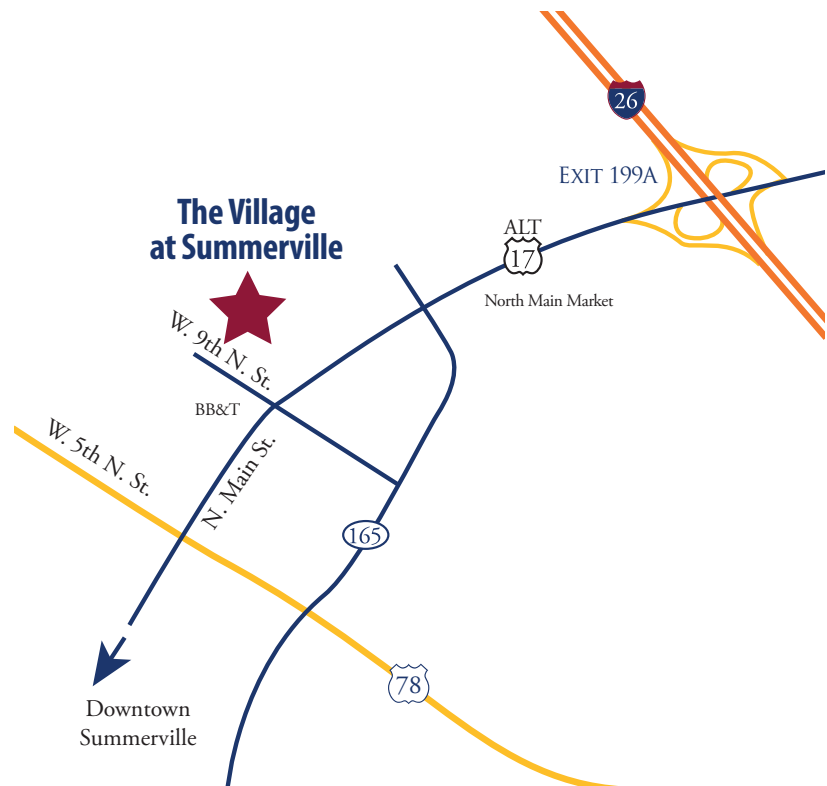 26
EXIT 199A
The Village
at Summerville
ALT
17
North Main Market
W. 9th N. St.
BB&T
W. 5th N. St.
N. Main St.
165
78
Downtown
Summerville